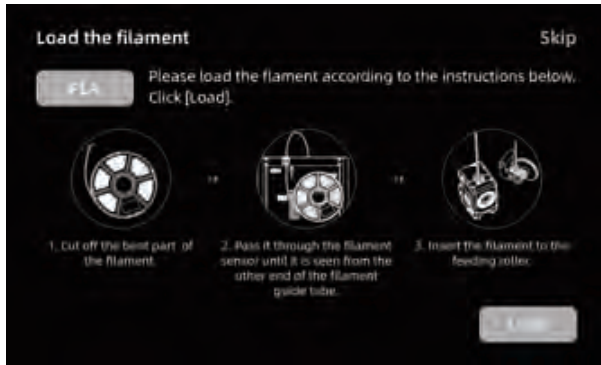 Load the filament
Skip
PLA
Please load the flament according to the instructions below.
Click [Load].
1. Cut off the bent part of
the filament.
2. Pass it through the filament
sensor until it is seen from the
other end of the filament
guide tube.
3. Insert the filament to the
feeding roller.